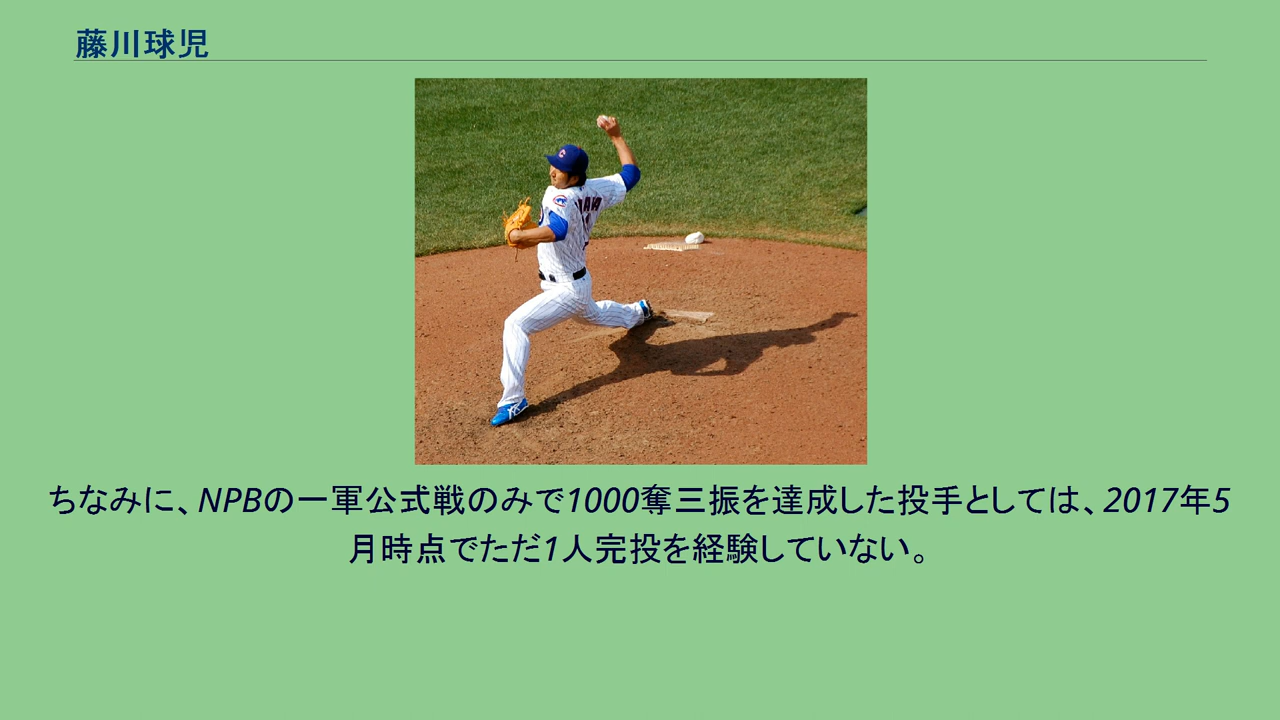 藤川球児
ちなみに、NPBの一軍公式戦のみで1000奪三振を達成した投手としては、2017年5
月時点でただ1人完投を経験していない。